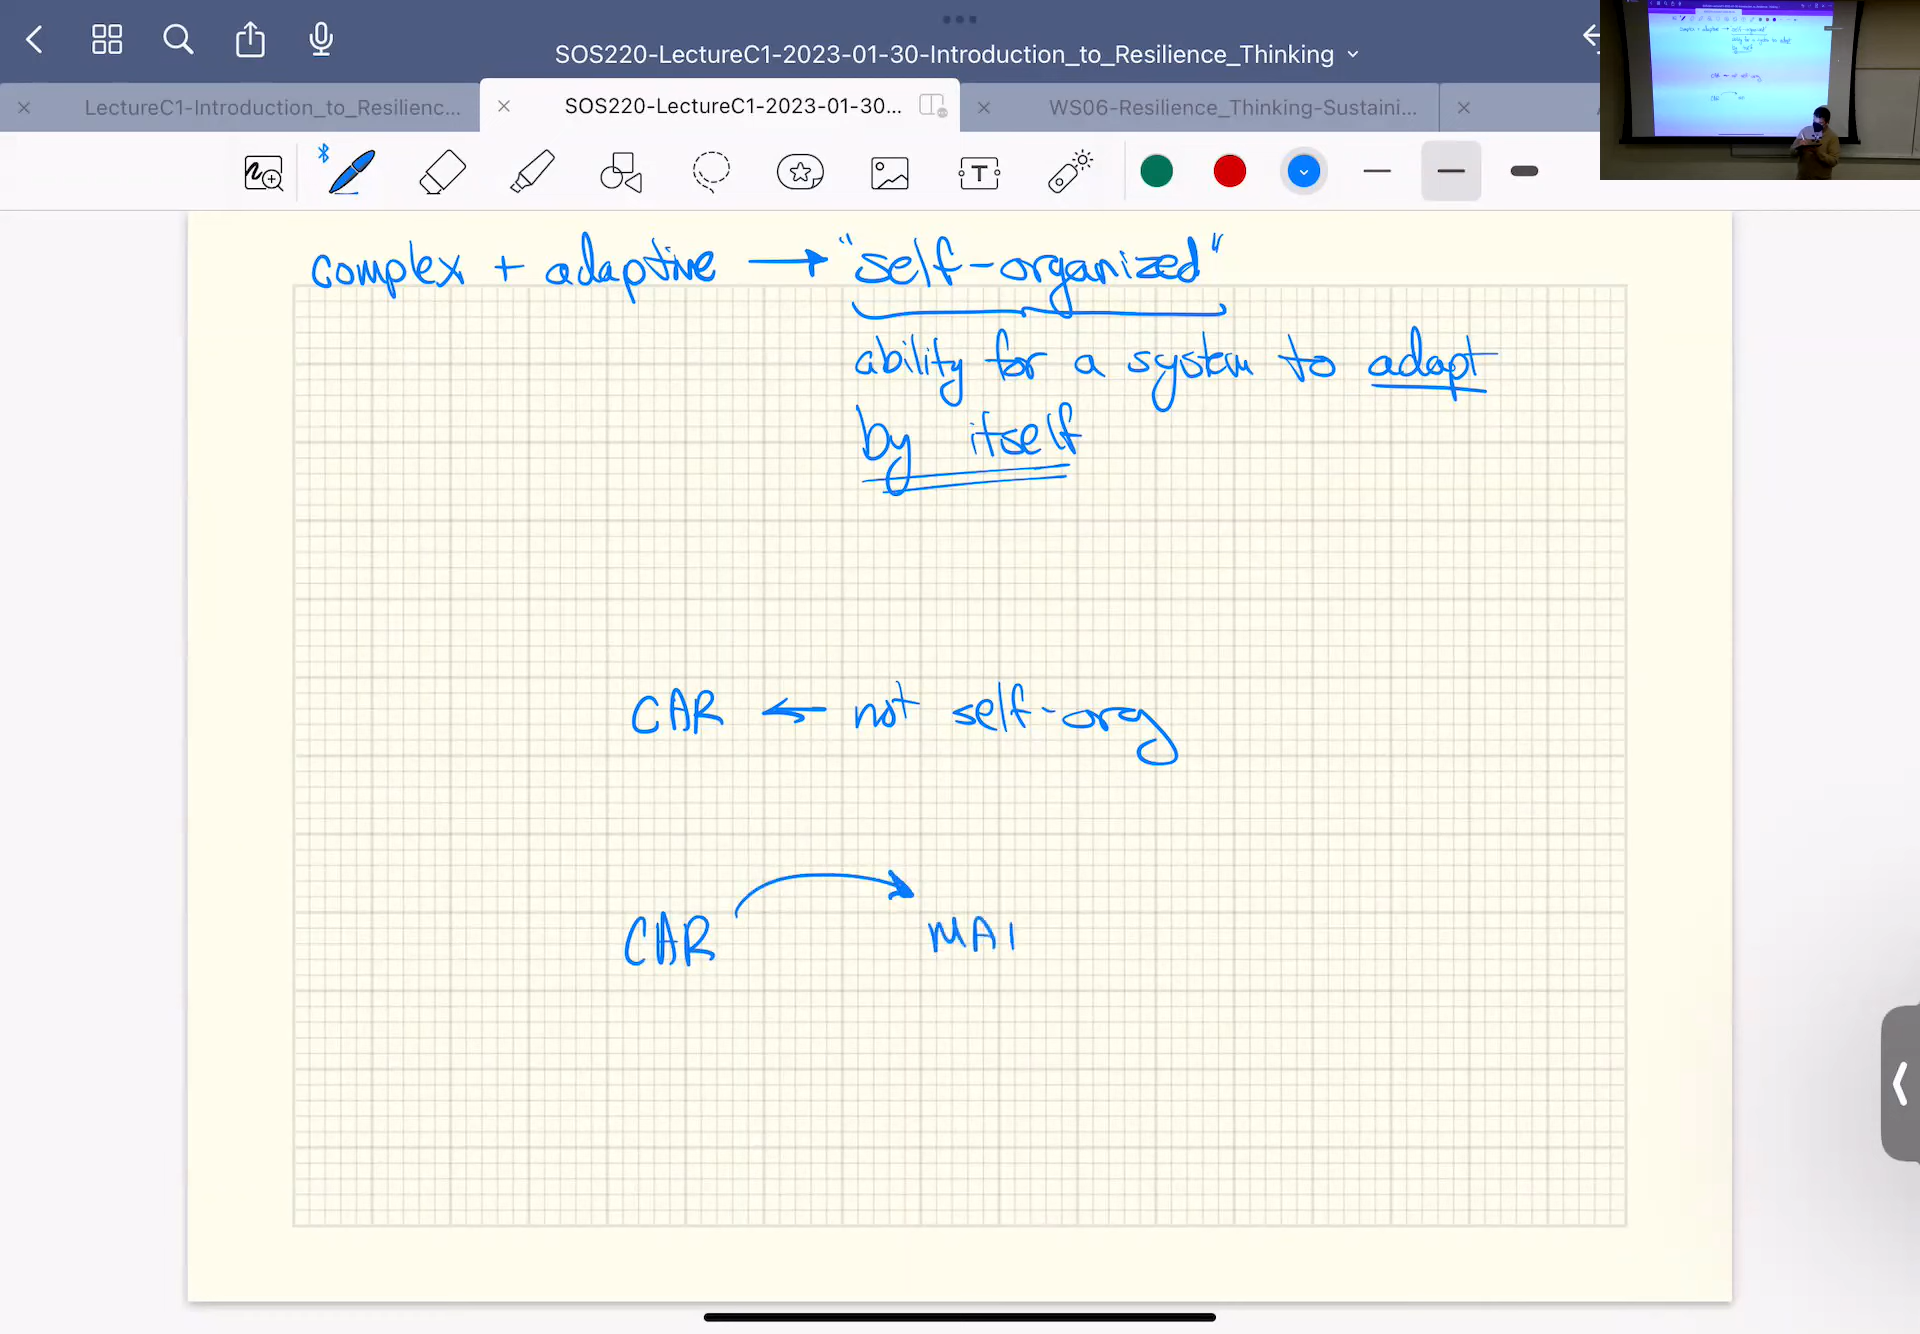 SOS220-LectureC1-2023-01-30-Introduction_to_Resilience_Thinking
LectureC1-Introduction_to_Resilienc...
SOS220-LectureC1-2023-01-30...
WS06-Resilience_Thinking-Sustaini...
complex + adaptive → "self-organized"
ability for a system to adapt
by itself
CAR ← not self-org
CAR MAI